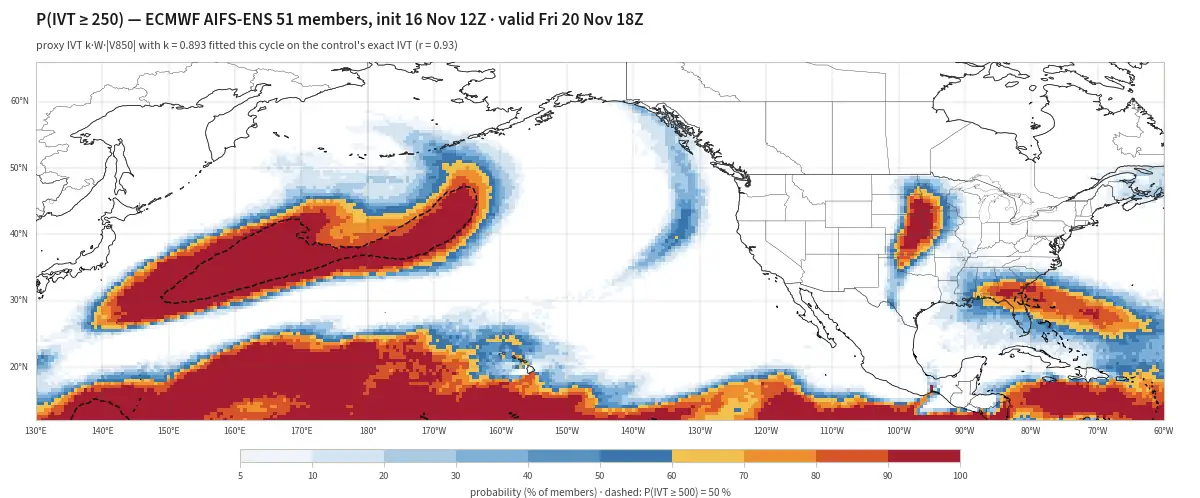 P(IVT ≥ 250) — ECMWF AIFS-ENS 51 members, init 16 Nov 12Z · valid Fri 20 Nov 18Z
proxy IVT k·W·|V850| with k = 0.893 fitted this cycle on the control's exact IVT (r = 0.93)
60°N
50°N
40°N
30°N
20°N
130°E 140°E 150°E 160°E 170°E 180° 170°W 160°W 150°W 140°W 130°W 120°W 110°W 100°W 90°W 80°W 70°W 60°W
5 10 20 30 40 50 60 70 80 90 100
probability (% of members) · dashed: P(IVT ≥ 500) = 50 %